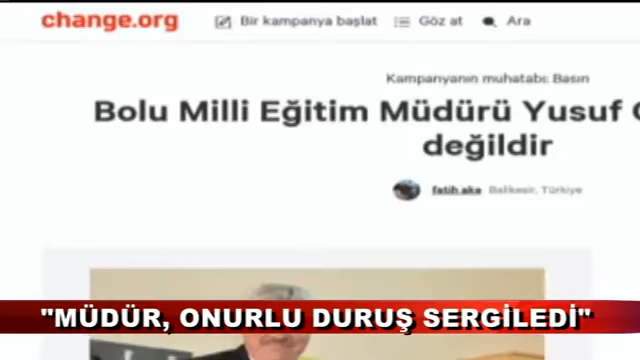 change.org
Bir kampanya başlat
Göz at
Ara
Kampanyanın muhatabı: Basın
Bolu Milli Eğitim Müdürü Yusuf
değildir
fatih aka Balıkesir, Türkiye
"MÜDÜR, ONURLU DURUŞ SERGİLEDİ"